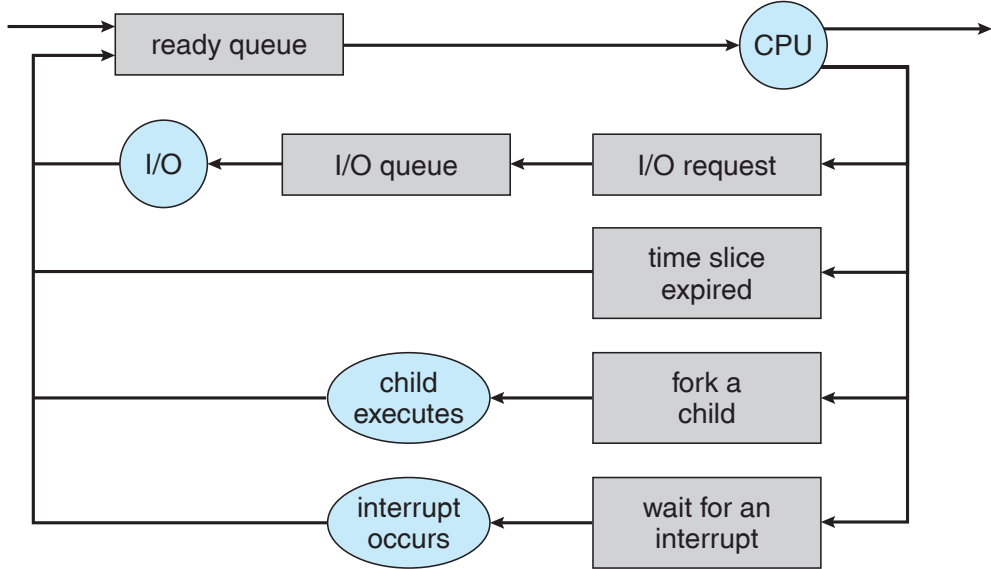 ready queue
CPU
I/O
I/O queue
I/O request
time slice
expired
child
executes
fork a
child
interrupt
occurs
wait for an
interrupt